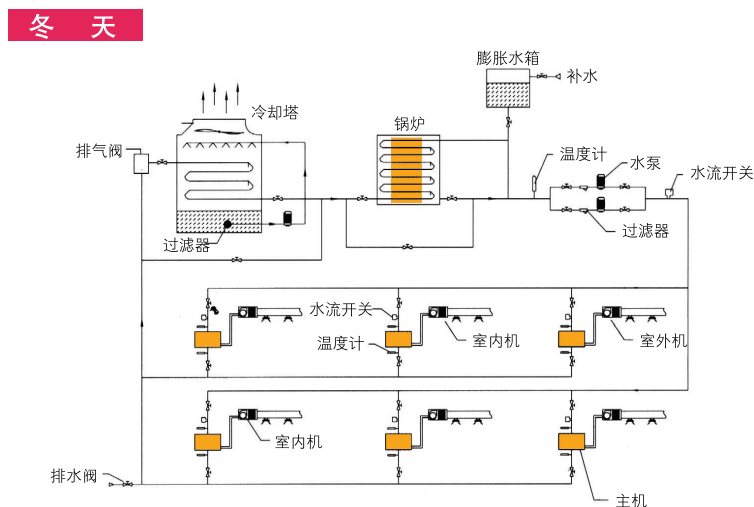 冬 天
膨胀水箱
补水
冷却塔
锅炉
排气阀
温度计
水泵
水流开关
过滤器
过滤器
水流开关
温度计
室内机
室外机
室内机
排水阀
主机